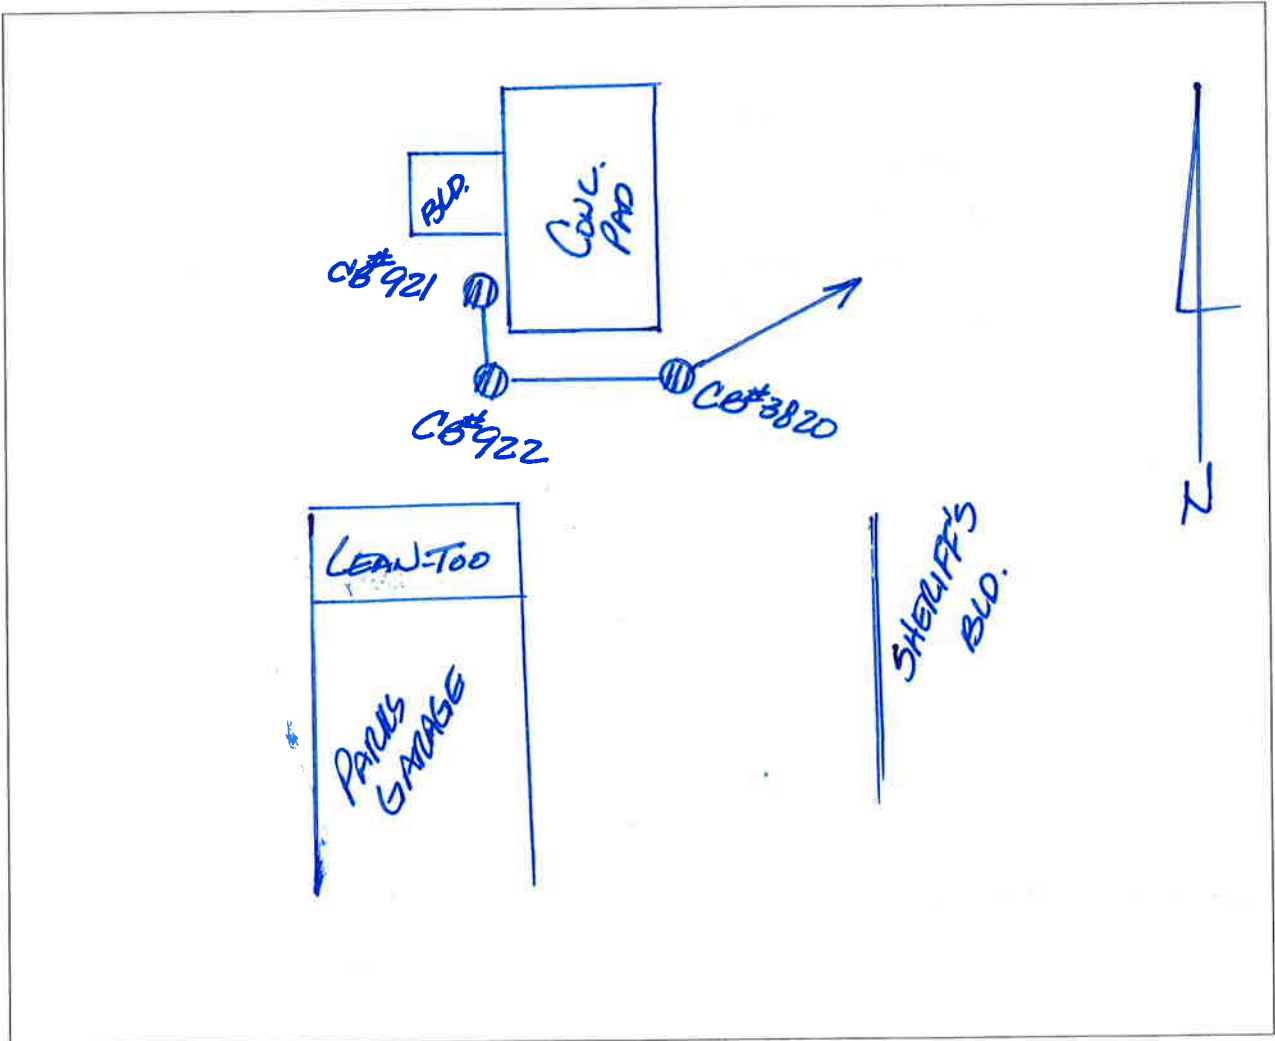 BLD.
CONC.
PAD
CB#921
CB#3820
CB#922
N
LEAN-TOO
SHERIFF'S
BLD.
PARKS
GARAGE